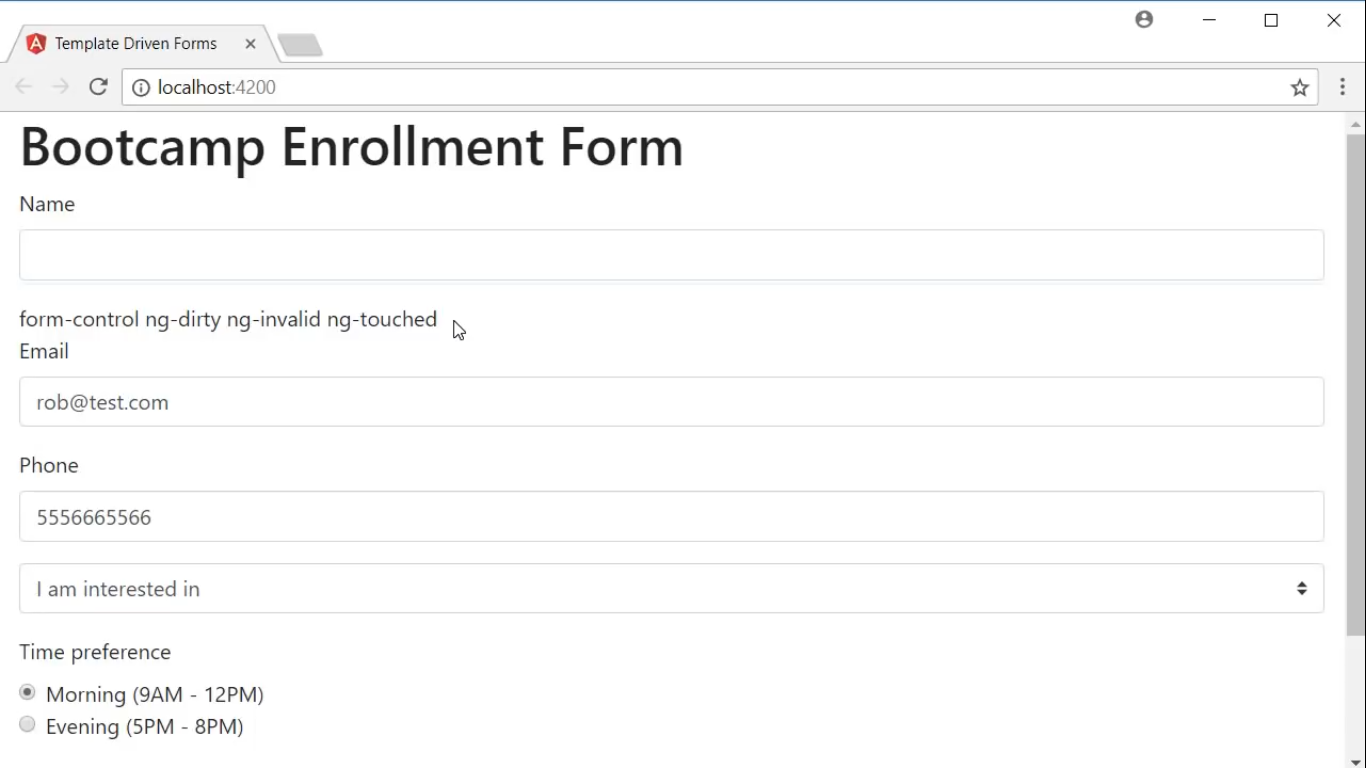 Template Driven Forms
localhost:4200
Bootcamp Enrollment Form
Name
form-control ng-dirty ng-invalid ng-touched
Email
rob@test.com
Phone
5556665566
I am interested in
Time preference
Morning (9AM - 12PM)
Evening (5PM - 8PM)